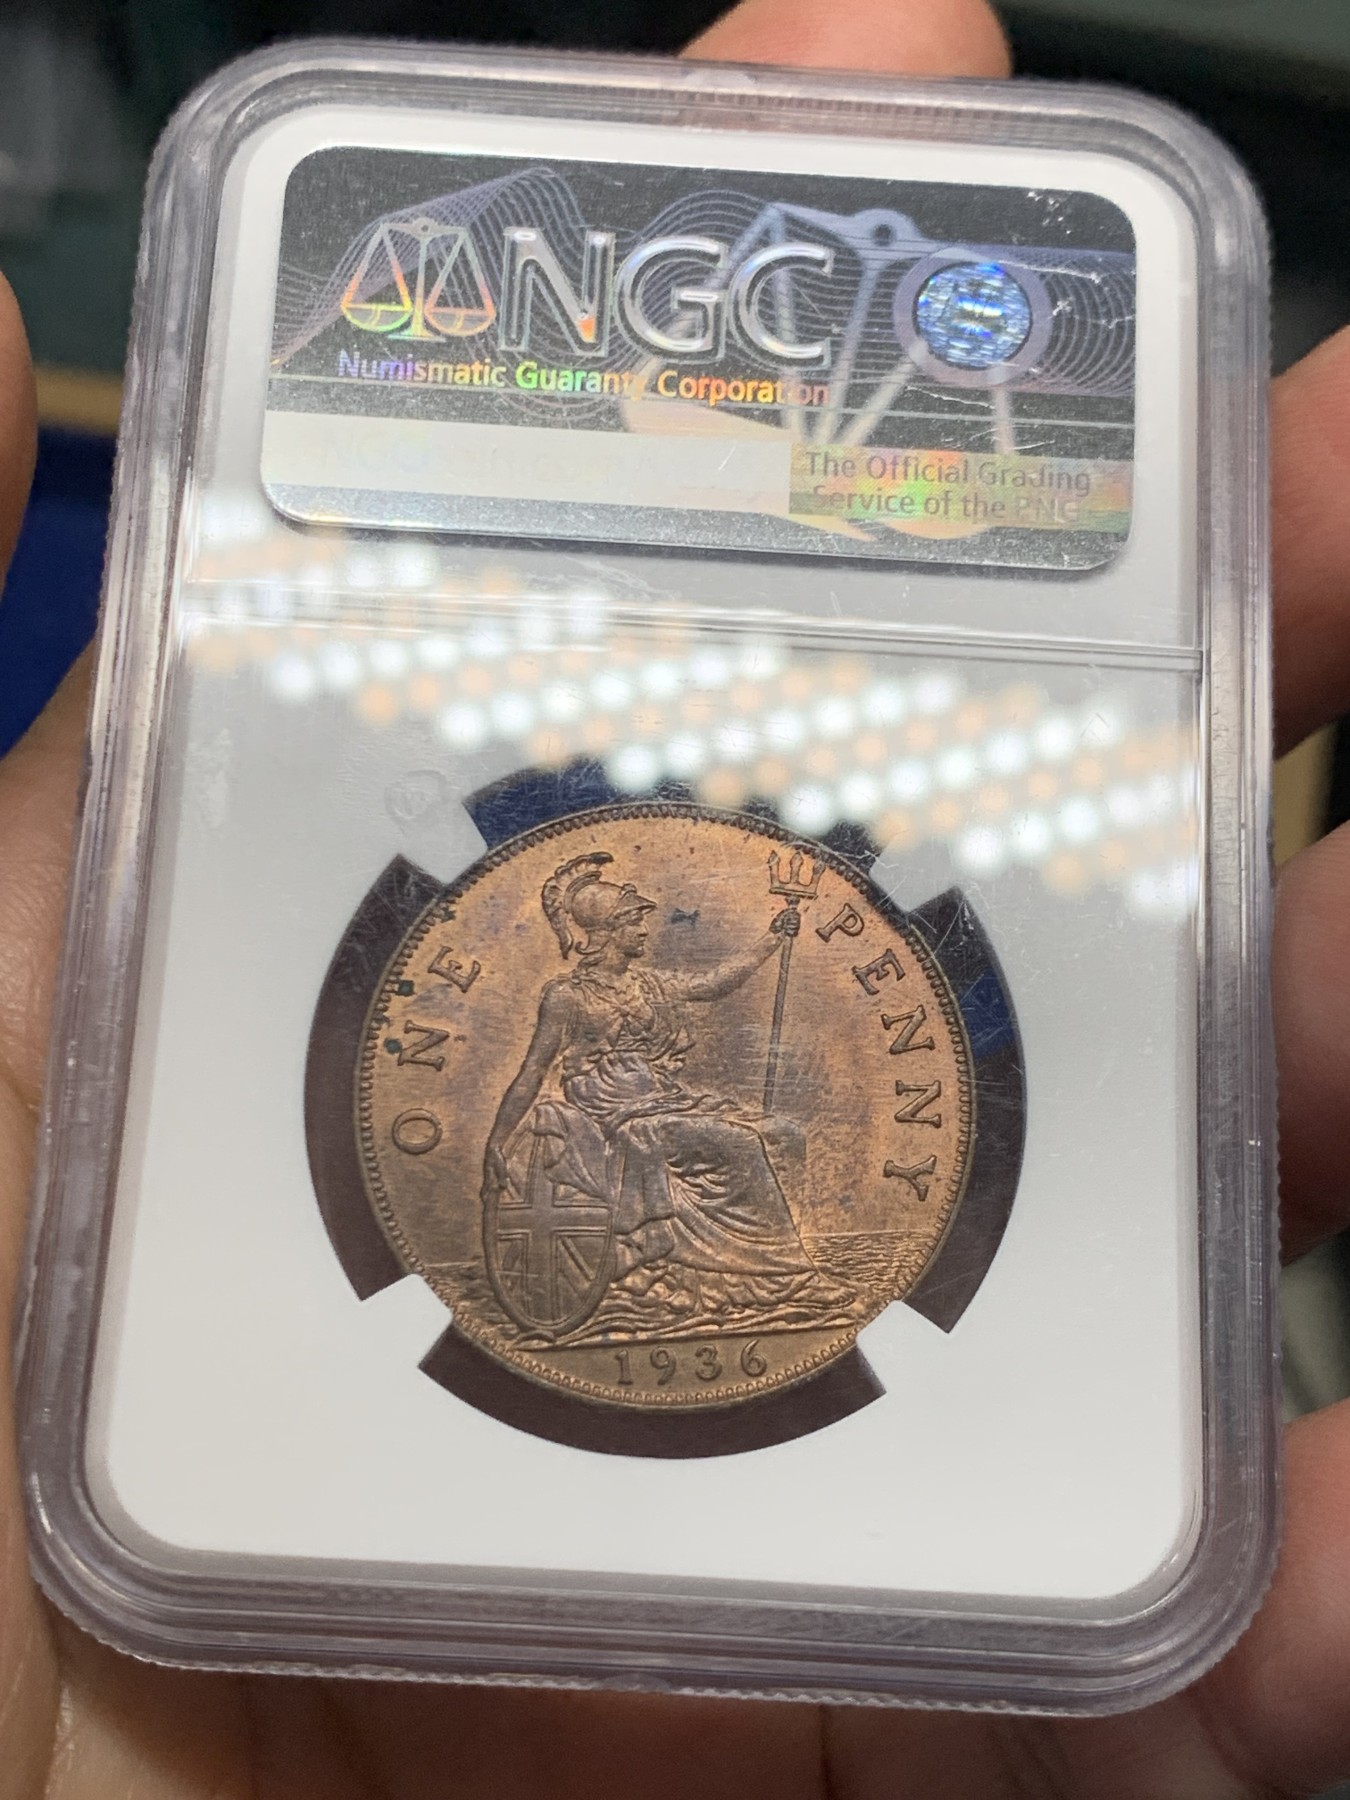 NGC
Numismatic Guaranty Corporation
The Official Grading
Service of the PNG
ONE PENNY
1936